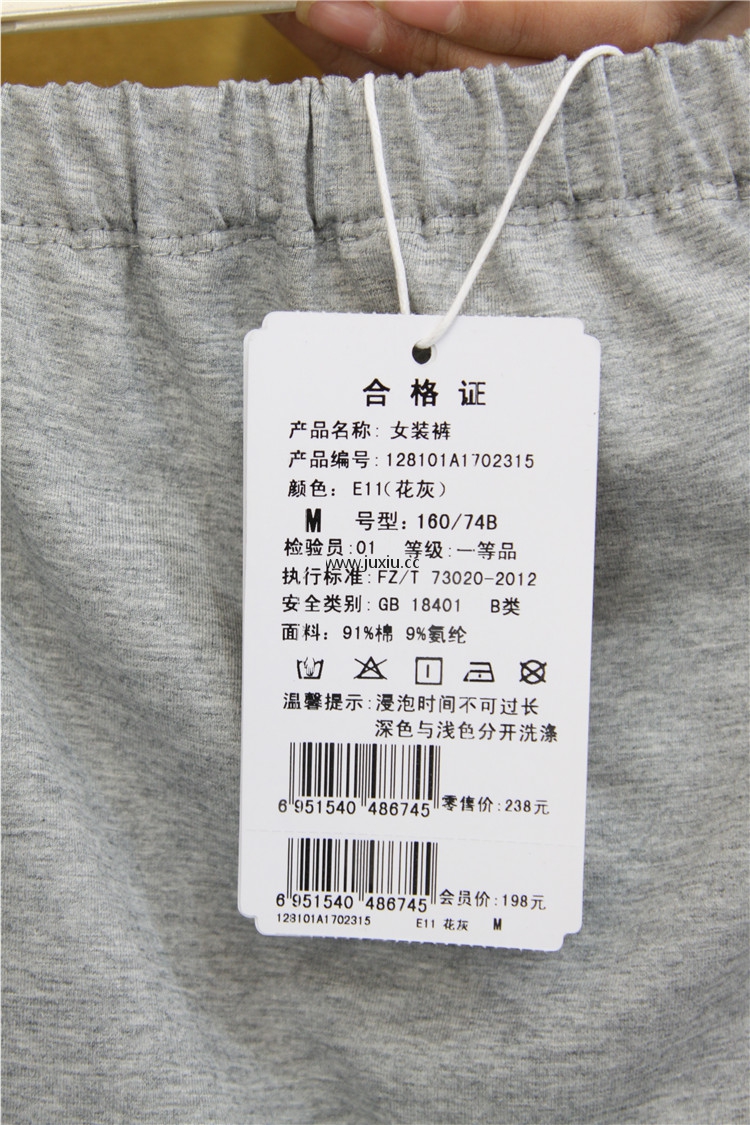 合格证
产品名称: 女装裤
产品编号: 128101A1702315
颜色: E11(花灰)
M 号型: 160/74B
检验员:01 等级:一等品
www.juxiu.cc
执行标准:FZ/T 73020-2012
安全类别:GB 18401 B类
面料: 91%棉 9%氨纶
温馨提示:漫泡时间不可过长
深色与浅色分开洗涤
6 951540 486745 零售价:238元
6 951540 486745 会员价:198元
128101A1702315 E11 花灰 M